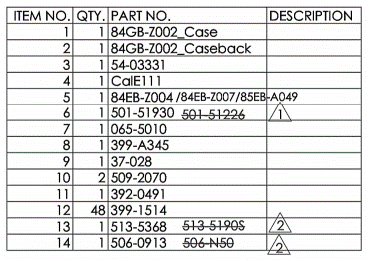 ITEM NO. QTY. PART NO. DESCRIPTION
1 1 84GB-Z002_Case
2 1 84GB-Z002_Caseback
3 1 54-03331
4 1 CalE111
5 1 84EB-Z004 /84EB-Z007/85EB-A049
6 1 501-51930 501-51226 1
7 1 065-5010
8 1 399-A345
9 1 37-028
10 2 509-2070
11 1 392-0491
12 48 399-1514
13 1 513-5368 513-5190S 2
14 1 506-0913 506-N50 2